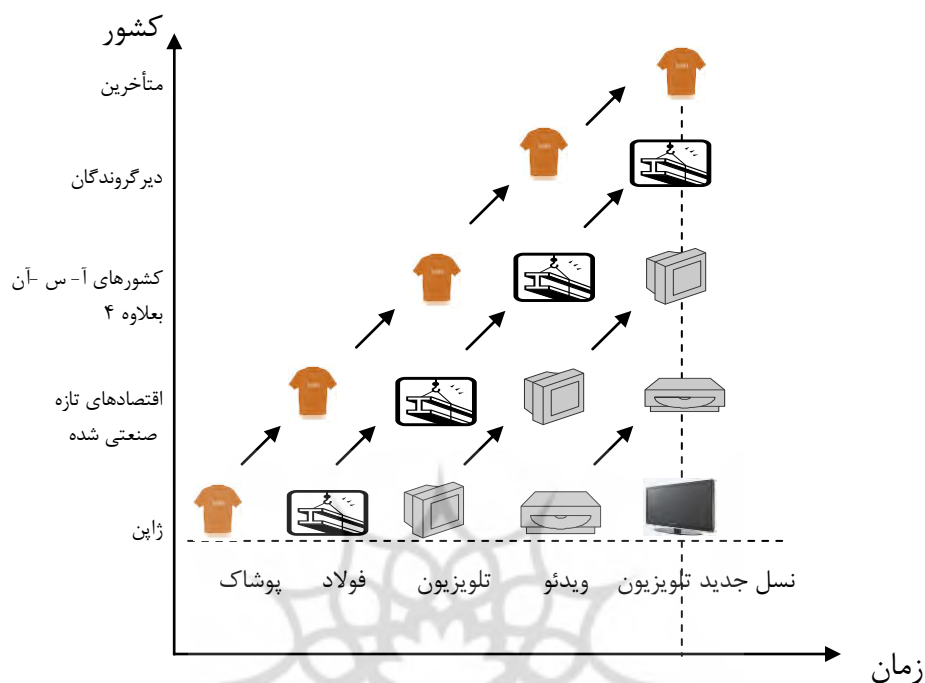 کشور
متأخرین
دیرگروندگان
کشورهای آ- س -آن
بعلاوه ۴
اقتصادهای تازه
صنعتی شده
ژاپن
پوشاک
فولاد
تلویزیون
ویدئو
نسل جدید تلویزیون
زمان